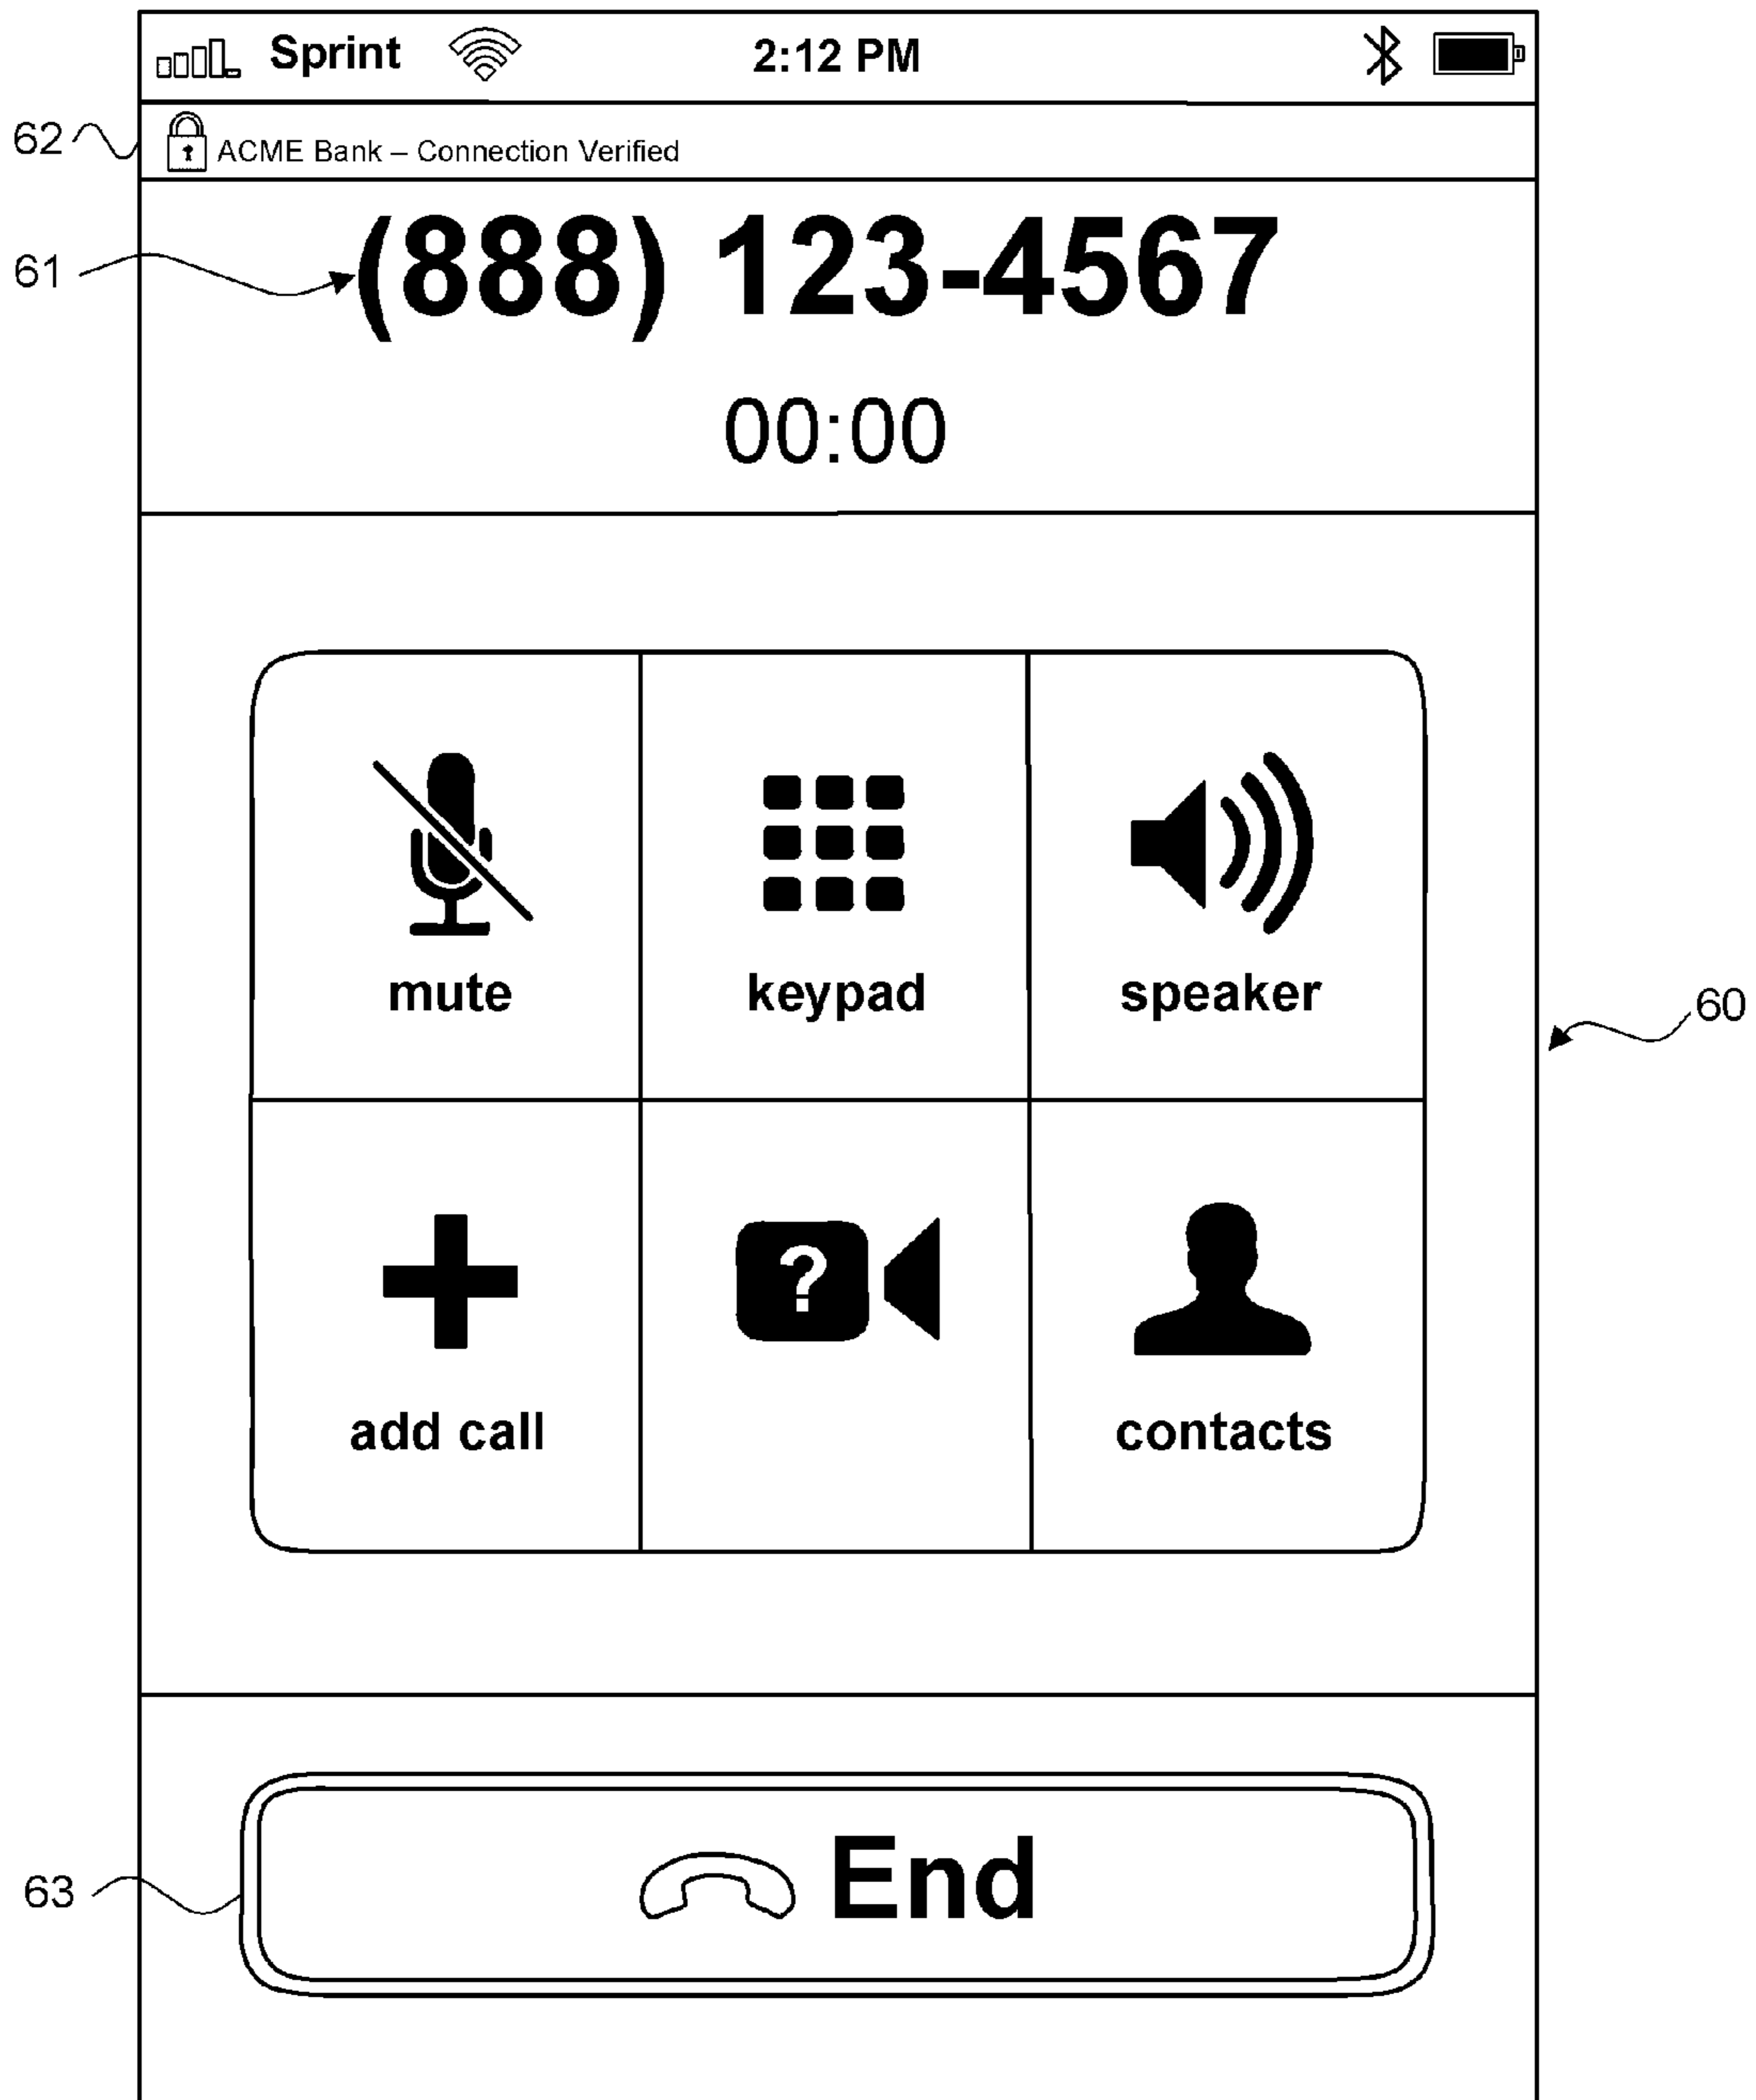 Sprint 2:12 PM
62
ACME Bank – Connection Verified
61
(888) 123-4567
00:00
mute keypad speaker
60
?
add call contacts
63
End